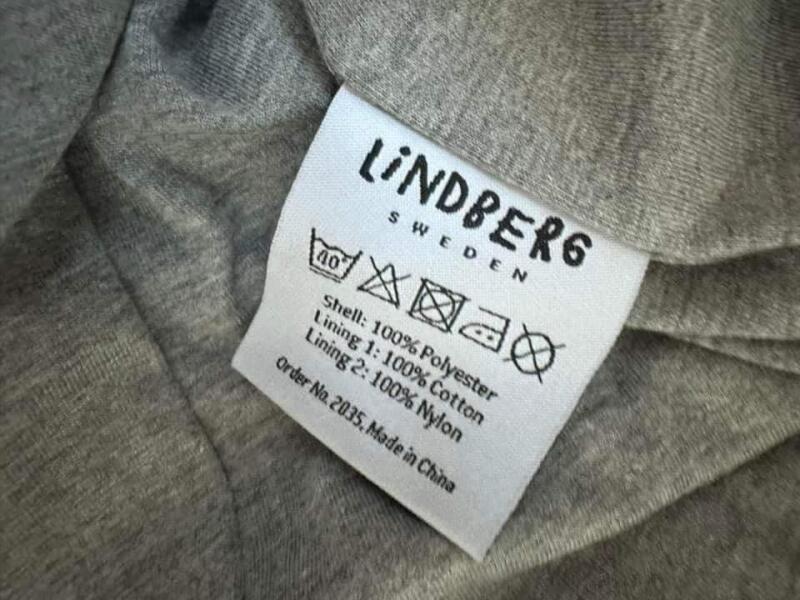 LiNDBERG
SWEDEN
40°
Shell: 100% Polyester
Lining 1: 100% Cotton
Lining 2: 100% Nylon
Order No. 2035, Made in China